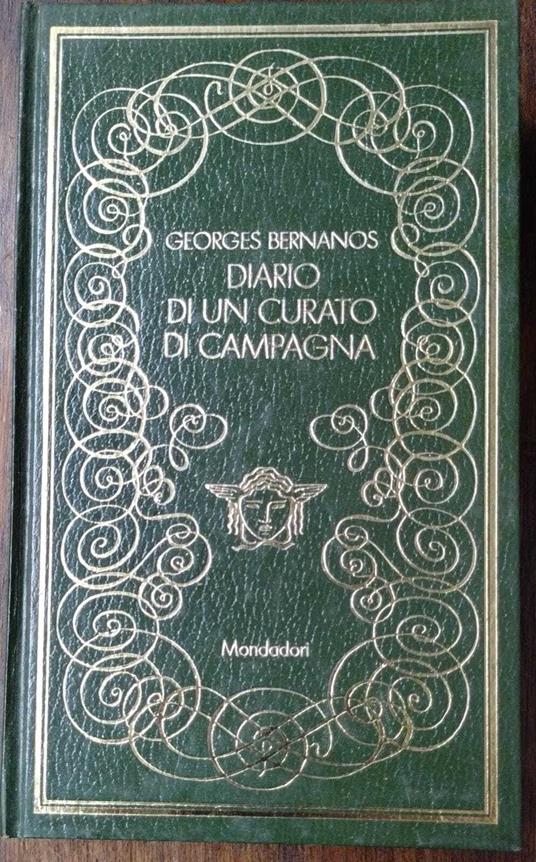 GEORGES BERNANOS
DIARIO
DI UN CURATO
DI CAMPAGNA
Mondadori